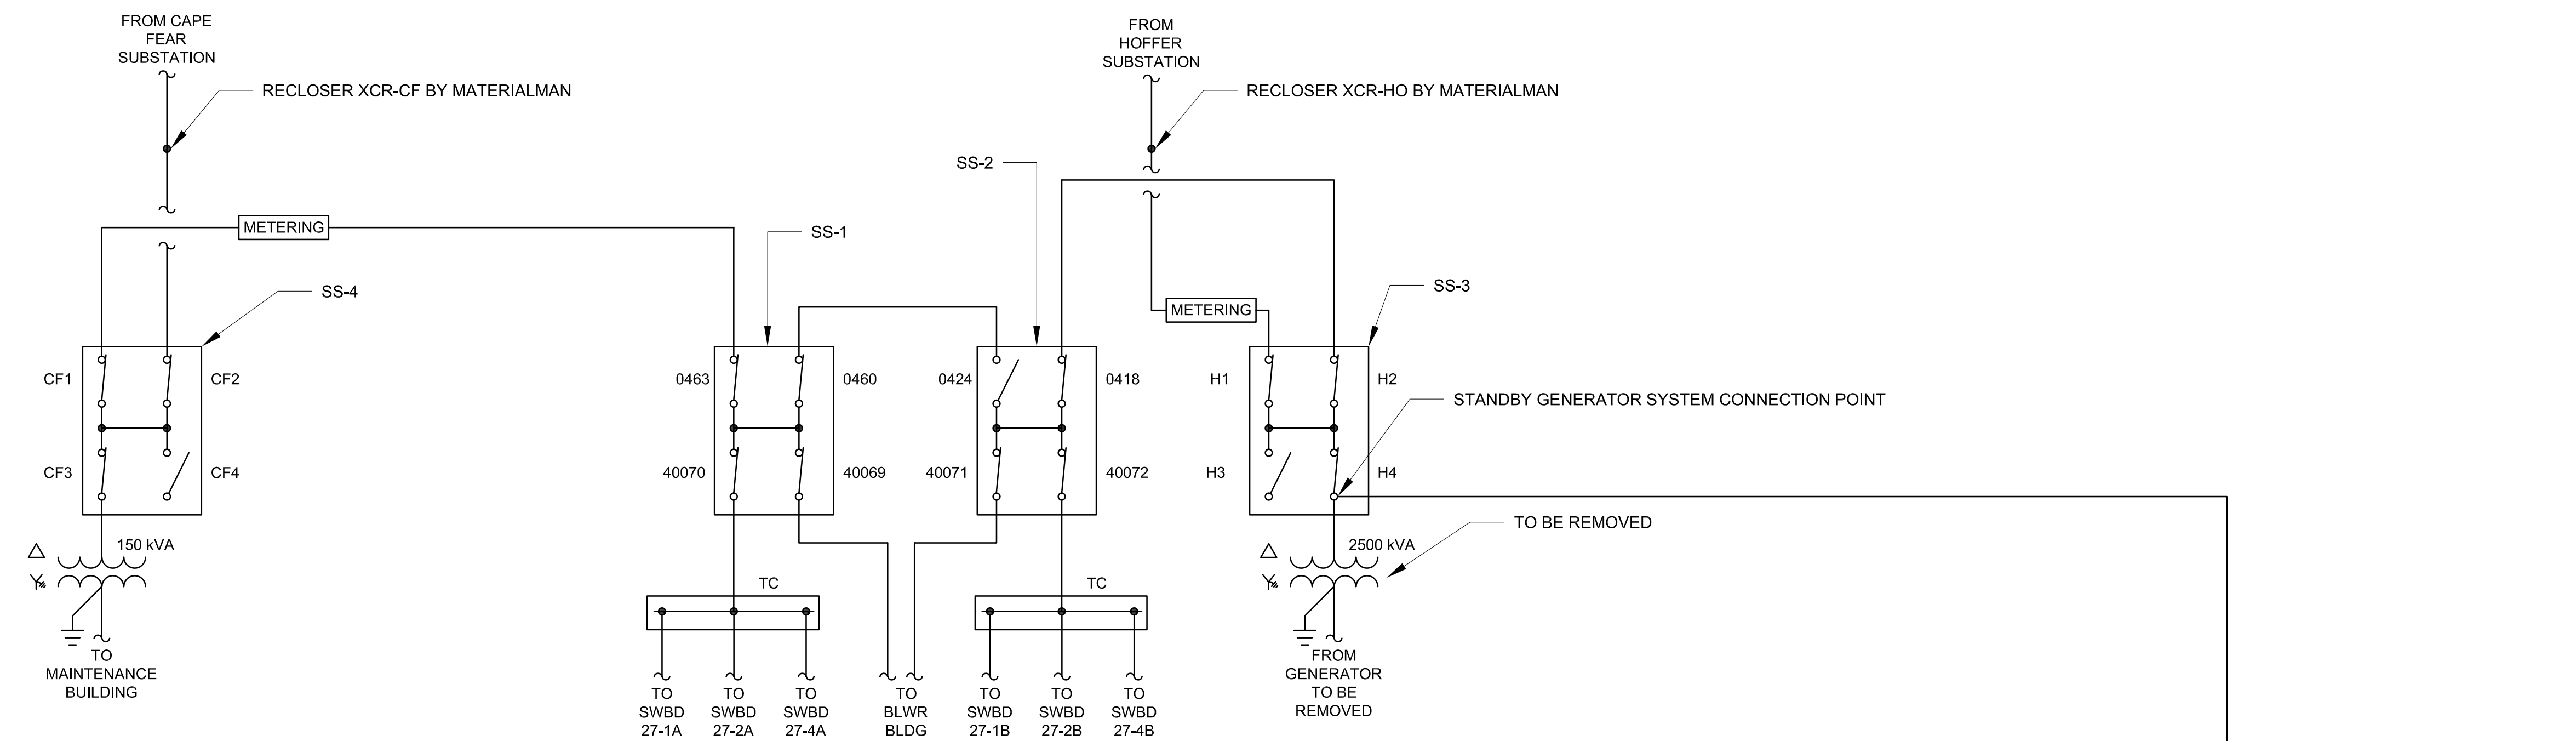 FROM CAPE
FEAR
SUBSTATION
RECLOSER XCR-CF BY MATERIALMAN
FROM
HOFFER
SUBSTATION
RECLOSER XCR-HO BY MATERIALMAN
SS-2
METERING
SS-1
SS-4
METERING
SS-3
CF1
CF2
0463
0460
0424
0418
H1
H2
STANDBY GENERATOR SYSTEM CONNECTION POINT
CF3
CF4
40070
40069
40071
40072
H3
H4
TO BE REMOVED
150 kVA
2500 kVA
TC
TC
TO
MAINTENANCE
BUILDING
TO
SWBD
27-1A
TO
SWBD
27-2A
TO
SWBD
27-4A
TO
BLWR
BLDG
TO
SWBD
27-1B
TO
SWBD
27-2B
TO
SWBD
27-4B
FROM
GENERATOR
TO BE
REMOVED